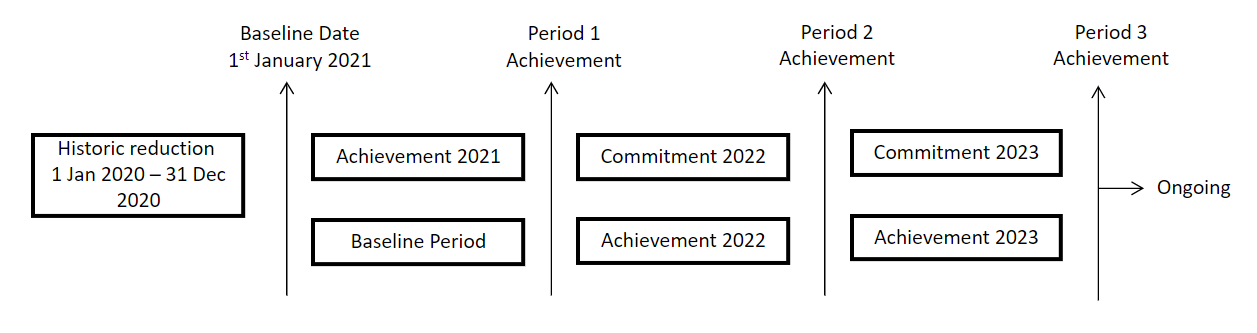 Baseline Date
1st January 2021
Period 1
Achievement
Period 2
Achievement
Period 3
Achievement
Historic reduction
1 Jan 2020 – 31 Dec
2020
Achievement 2021
Baseline Period
Commitment 2022
Achievement 2022
Commitment 2023
Achievement 2023
Ongoing